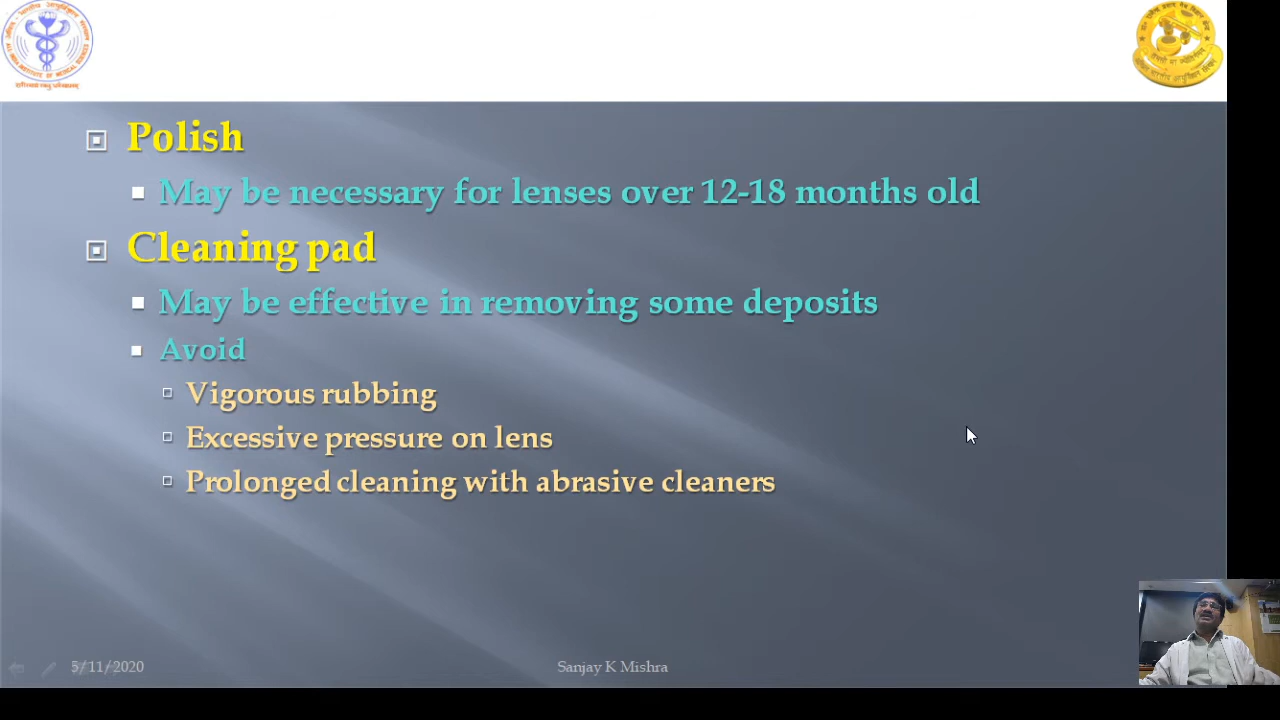 Polish
May be necessary for lenses over 12-18 months old
Cleaning pad
May be effective in removing some deposits
Avoid
Vigorous rubbing
Excessive pressure on lens
Prolonged cleaning with abrasive cleaners
5/11/2020
Sanjay K Mishra